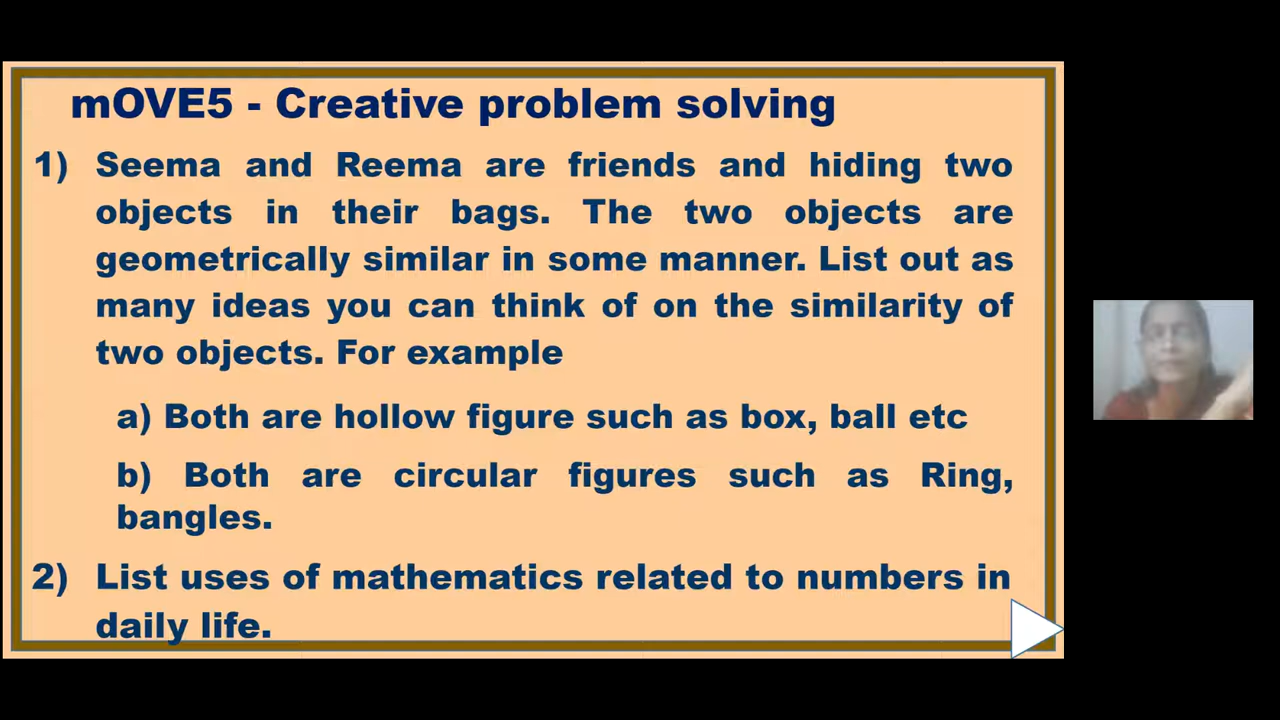 mOVE5 - Creative problem solving
1) Seema and Reema are friends and hiding two
objects in their bags. The two objects are
geometrically similar in some manner. List out as
many ideas you can think of on the similarity of
two objects. For example
a) Both are hollow figure such as box, ball etc
b) Both are circular figures such as Ring,
bangles.
2) List uses of mathematics related to numbers in
daily life.